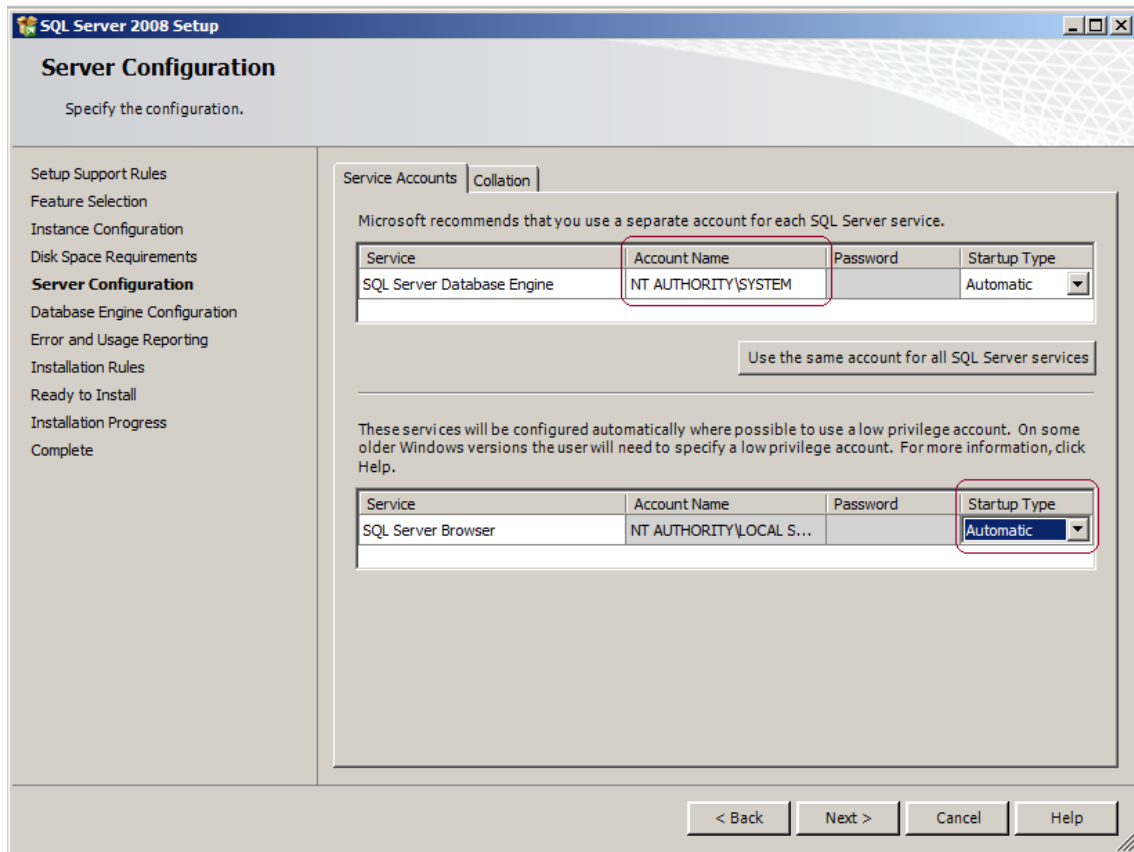 SQL Server 2008 Setup
Server Configuration
Specify the configuration.
Setup Support Rules
Feature Selection
Instance Configuration
Disk Space Requirements
Server Configuration
Database Engine Configuration
Error and Usage Reporting
Installation Rules
Ready to Install
Installation Progress
Complete
Service Accounts Collation
Microsoft recommends that you use a separate account for each SQL Server service.
Service Account Name Password Startup Type
SQL Server Database Engine NT AUTHORITY\SYSTEM Automatic
Use the same account for all SQL Server services
These services will be configured automatically where possible to use a low privilege account. On some
older Windows versions the user will need to specify a low privilege account. For more information, click
Help.
Service Account Name Password Startup Type
SQL Server Browser NT AUTHORITY\LOCAL S... Automatic
< Back Next > Cancel Help